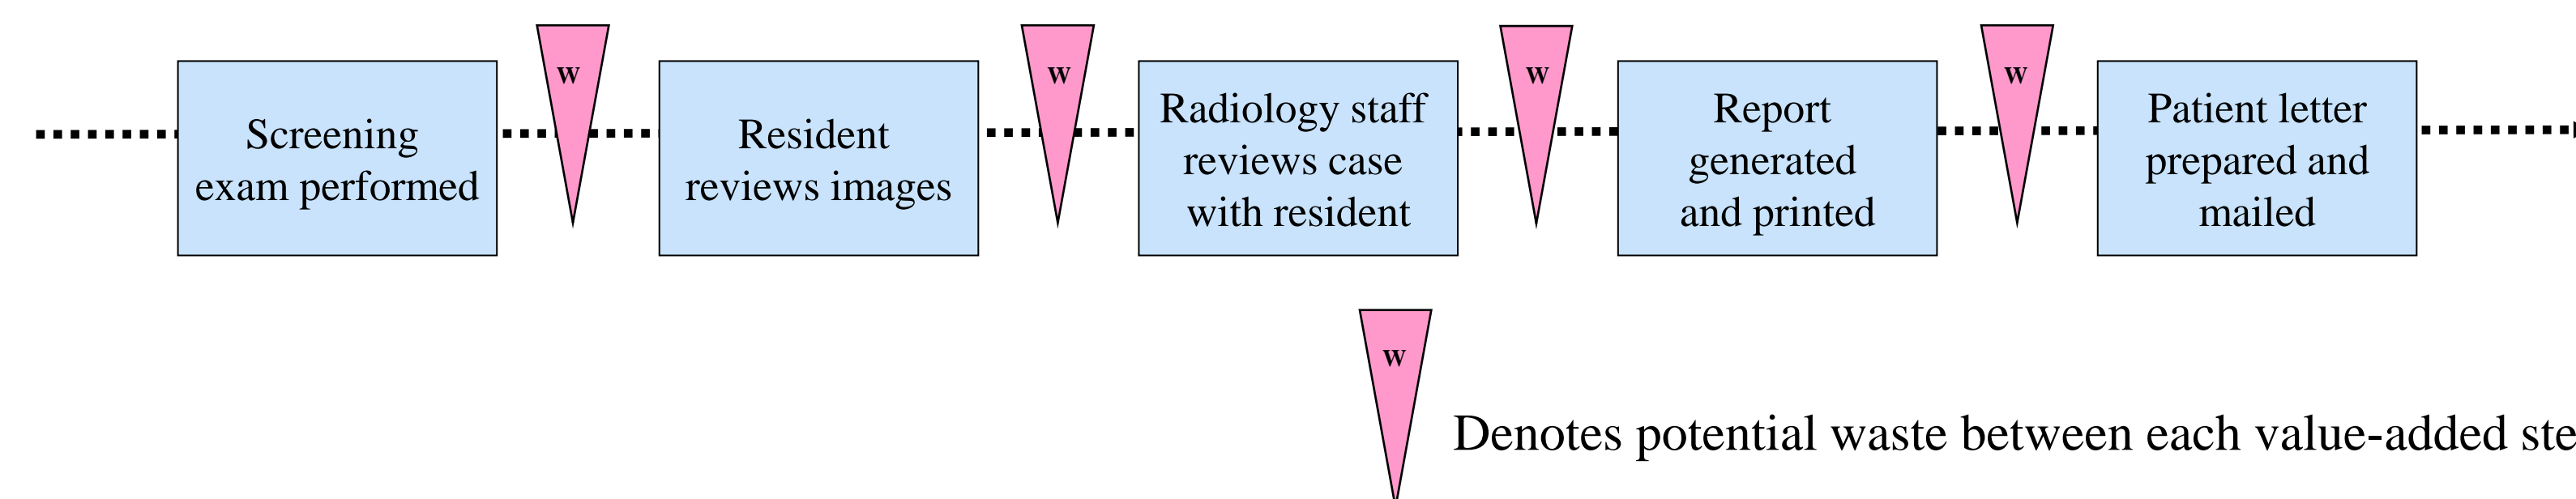 W
W
W
W
Screening
exam performed
Resident
reviews images
Radiology staff
reviews case
with resident
Report
generated
and printed
Patient letter
prepared and
mailed
W
Denotes potential waste between each value-added